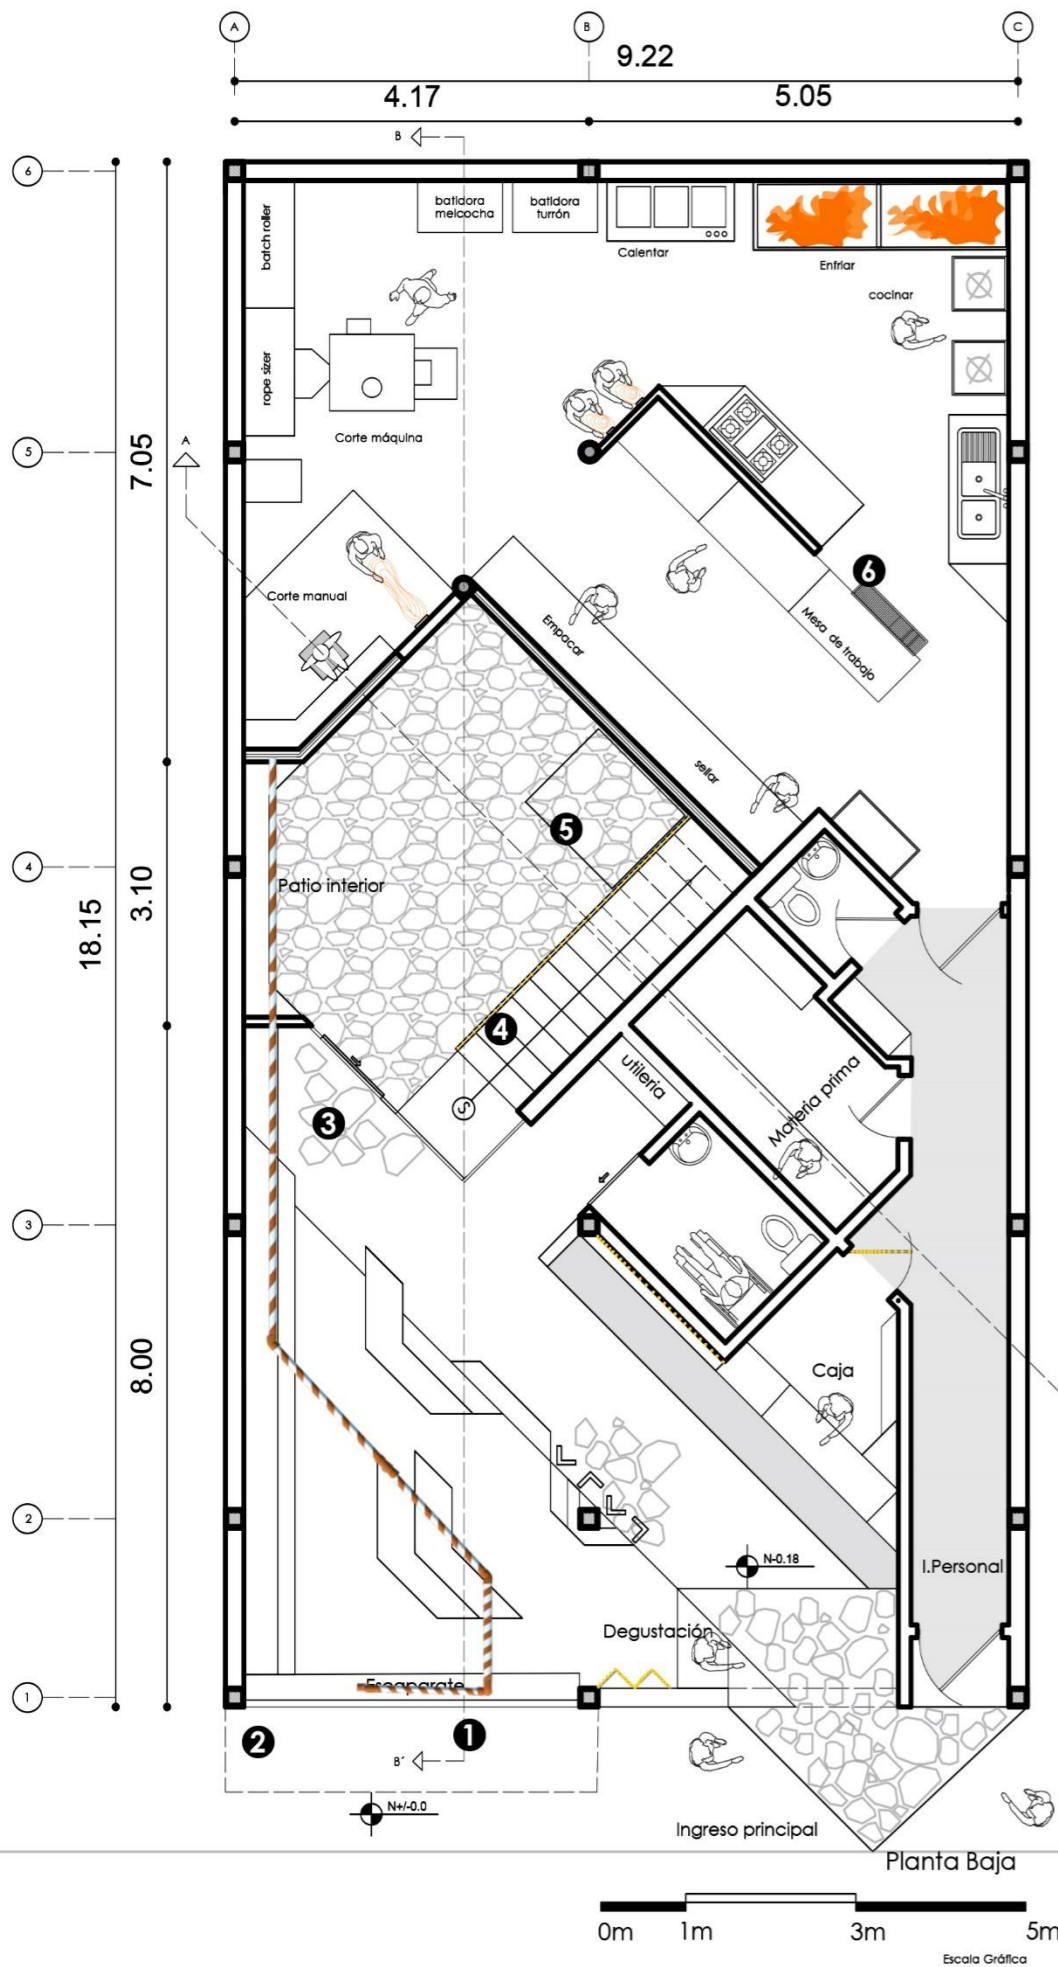 A
B
C
9.22
4.17
5.05
B
6
batidora
melcocha
batidora
turrón
batch roller
Calentar
Enfriar
cocinar
rope sizer
Corte máquina
5
A
7.05
6
Corte manual
Empacar
Mesa de trabajo
sellar
5
4
Patio interior
3.10
18.15
4
utileria
Materia prima
S
3
3
8.00
Caja
2
N-0.18
I.Personal
Degustación
Escaparate
1
2
1
B´
N+/-0.0
Ingreso principal
Planta Baja
0m
1m
3m
5m
Escala Gráfica